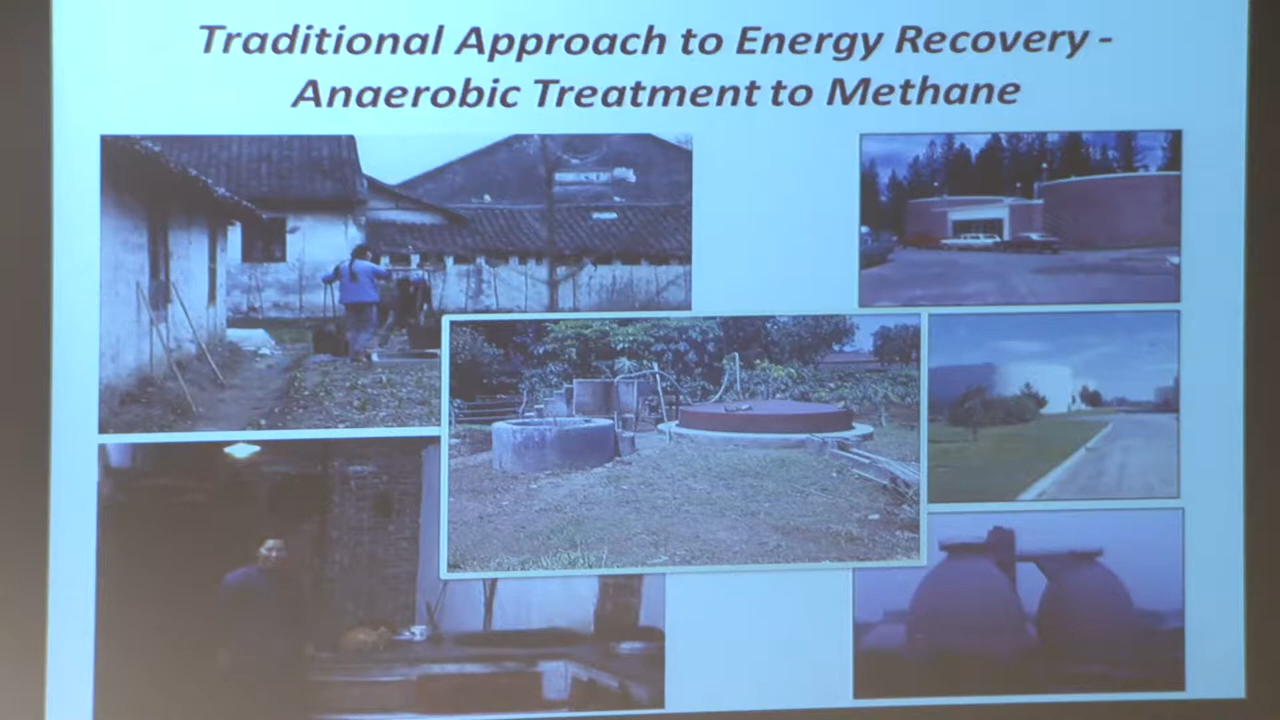 Traditional Approach to Energy Recovery -
Anaerobic Treatment to Methane